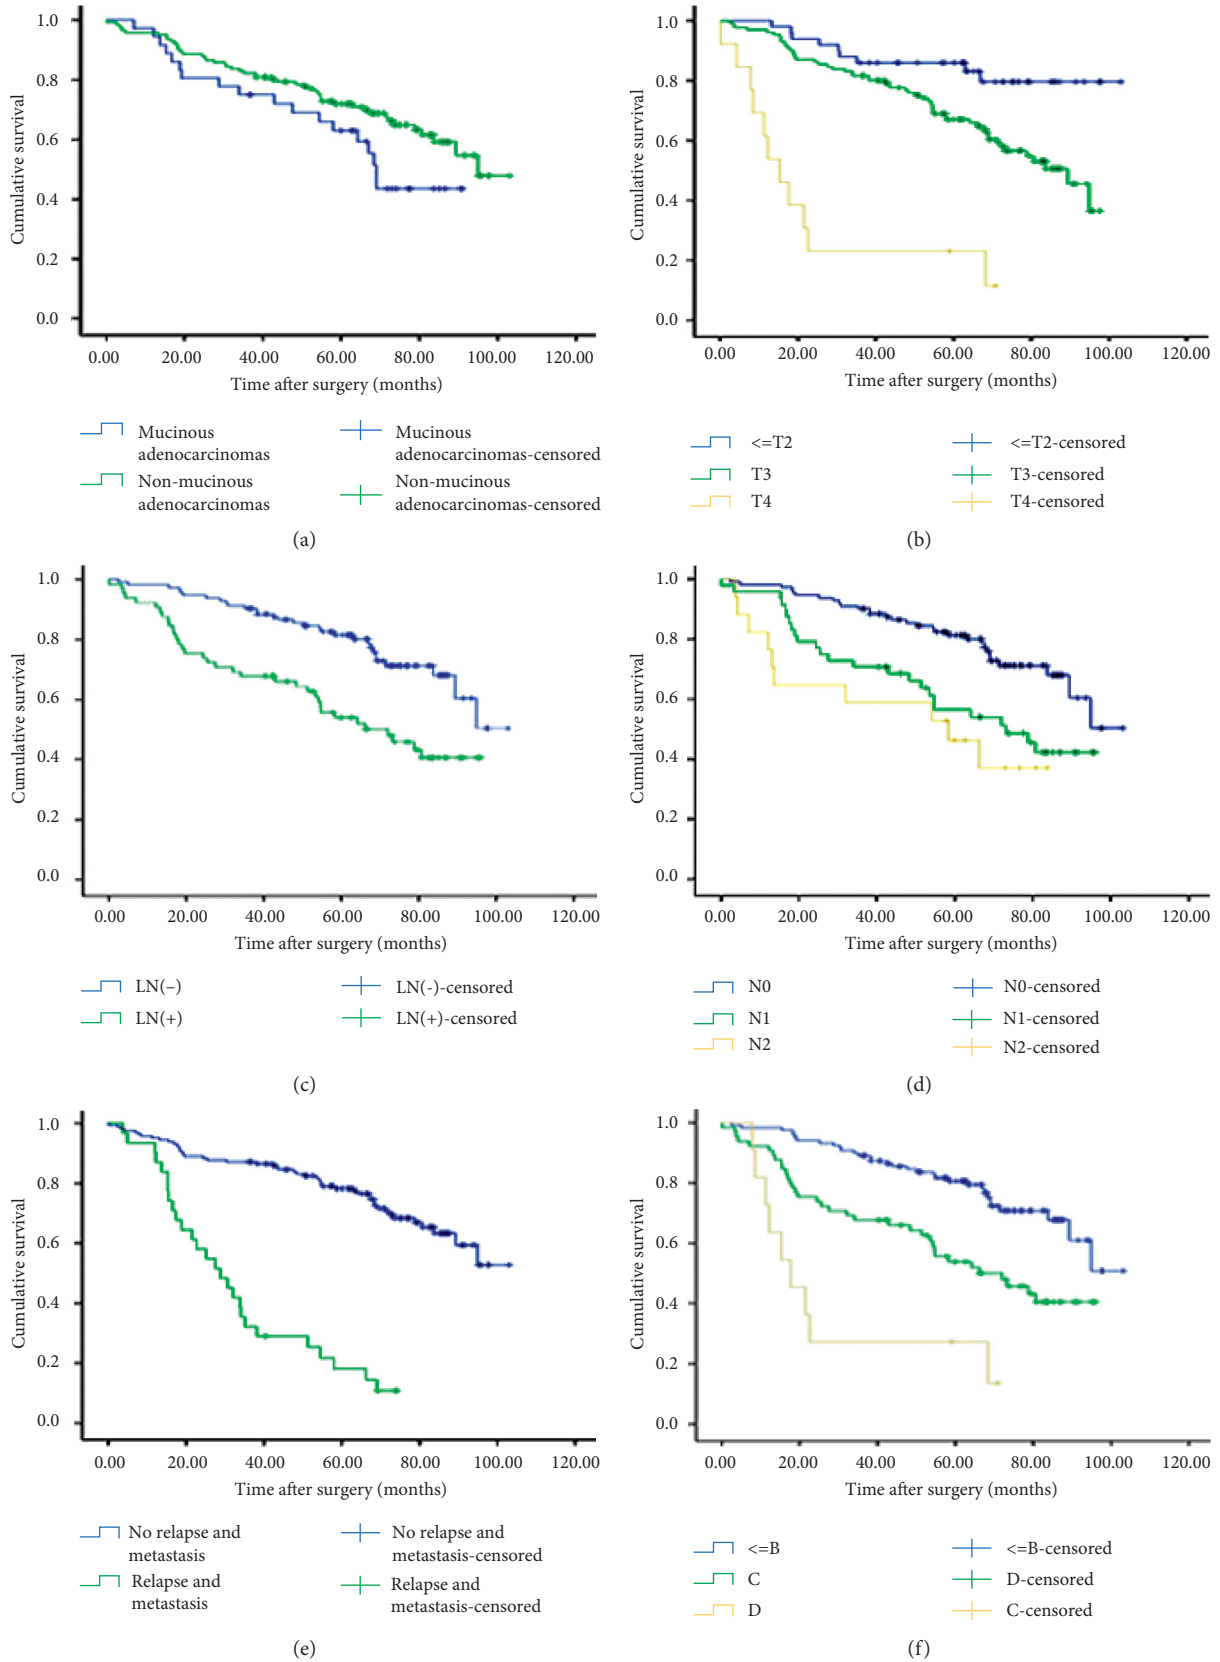 1.0
0.8
0.6
0.4
0.2
0.0
Cumulative survival
0.00 20.00 40.00 60.00 80.00 100.00 120.00
Time after surgery (months)
Mucinous
adenocarcinomas
Mucinous
adenocarcinomas-censored
Non-mucinous
adenocarcinomas
Non-mucinous
adenocarcinomas-censored
(a)
1.0
0.8
0.6
0.4
0.2
0.0
Cumulative survival
0.00 20.00 40.00 60.00 80.00 100.00 120.00
Time after surgery (months)
<=T2
<=T2-censored
T3
T3-censored
T4
T4-censored
(b)
1.0
0.8
0.6
0.4
0.2
0.0
Cumulative survival
0.00 20.00 40.00 60.00 80.00 100.00 120.00
Time after surgery (months)
LN(–)
LN(-)-censored
LN(+)
LN(+)-censored
(c)
1.0
0.8
0.6
0.4
0.2
0.0
Cumulative survival
0.00 20.00 40.00 60.00 80.00 100.00 120.00
Time after surgery (months)
N0
N0-censored
N1
N1-censored
N2
N2-censored
(d)
1.0
0.8
0.6
0.4
0.2
0.0
Cumulative survival
0.00 20.00 40.00 60.00 80.00 100.00 120.00
Time after surgery (months)
No relapse and
metastasis
No relapse and
metastasis-censored
Relapse and
metastasis
Relapse and
metastasis-censored
(e)
1.0
0.8
0.6
0.4
0.2
0.0
Cumulative survival
0.00 20.00 40.00 60.00 80.00 100.00 120.00
Time after surgery (months)
<=B
<=B-censored
C
D-censored
D
C-censored
(f)